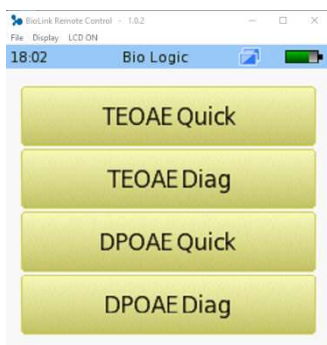 BioLink Remote Control - 1.0.2
File Display LCD ON
18:02 Bio Logic
TEOAE Quick
TEOAE Diag
DPOAE Quick
DPOAE Diag